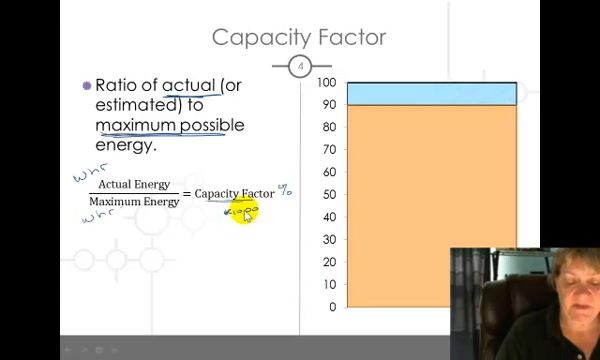 Capacity Factor
4
Ratio of actual (or
estimated) to
maximum possible
energy.
whr
Actual Energy
Maximum Energy
= Capacity Factor %
whr
100
90
80
70
60
50
40
30
20
10
0